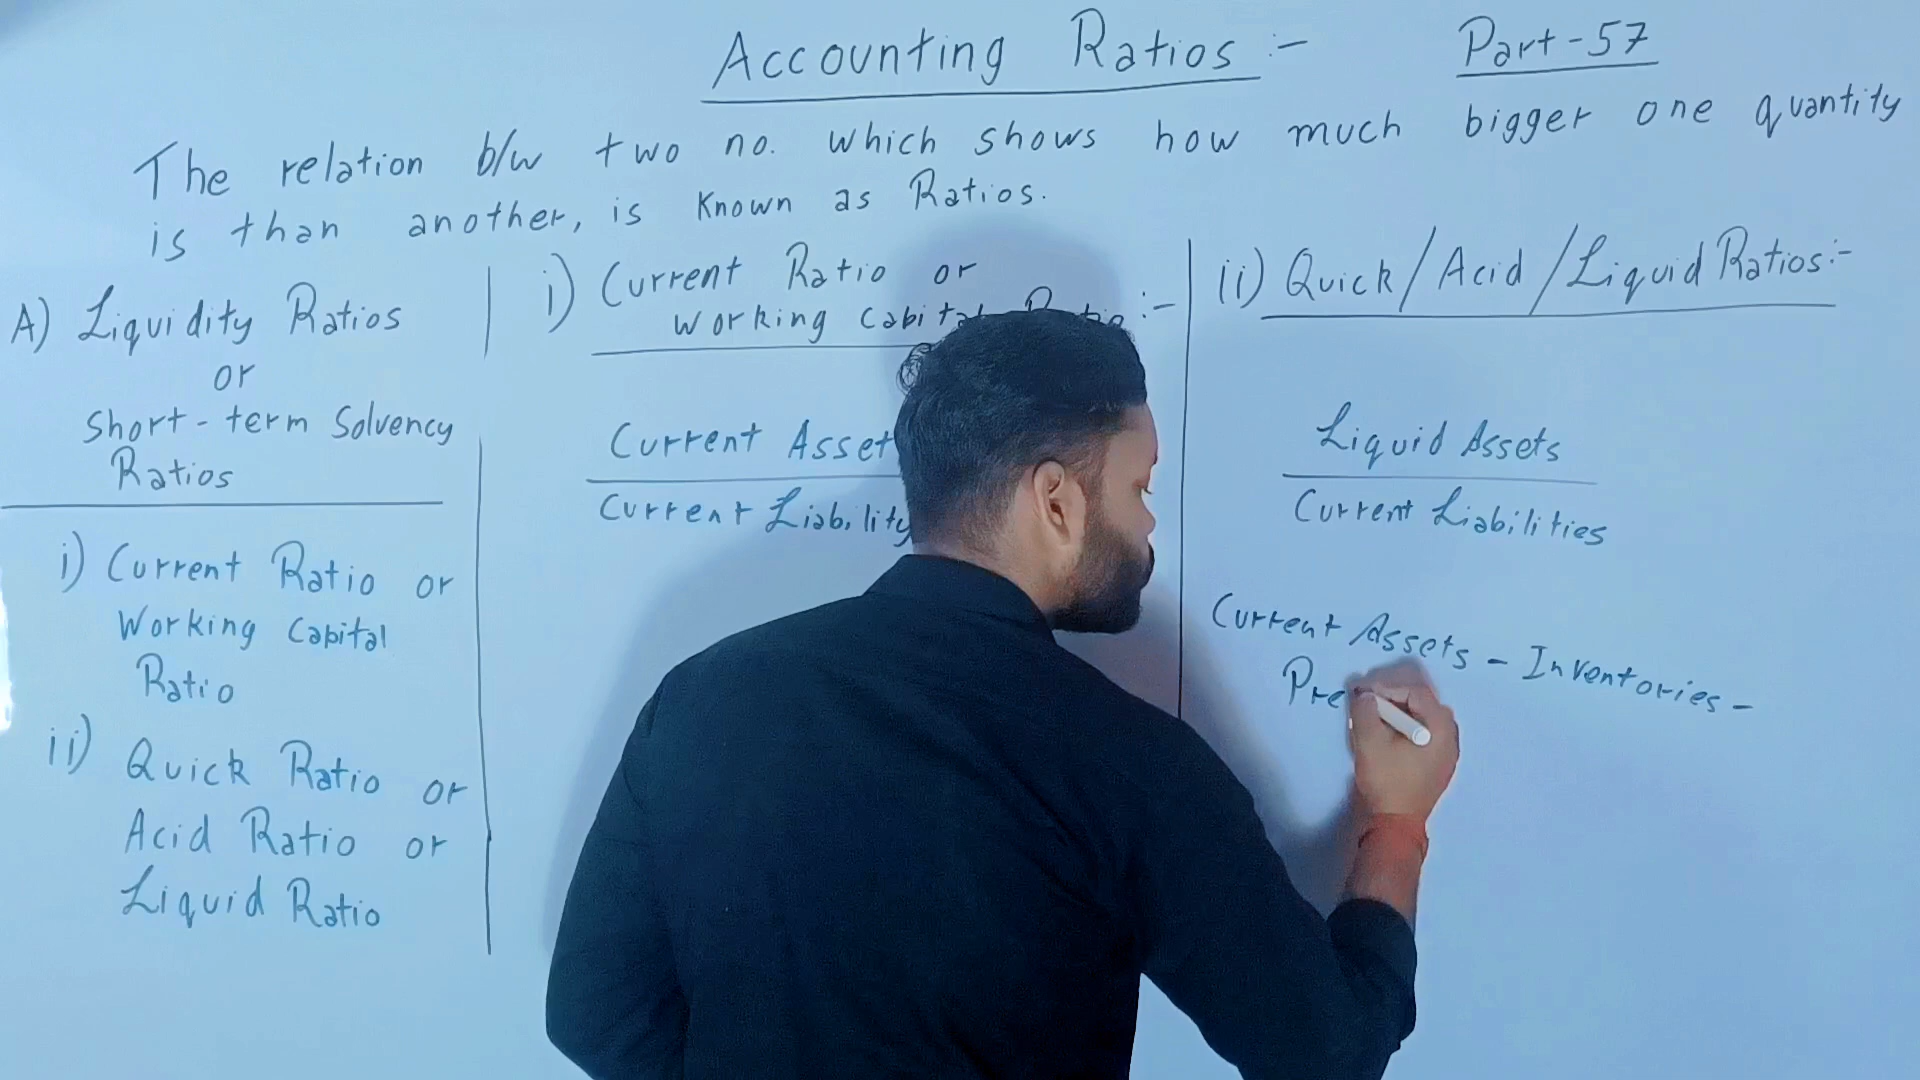 Accounting Ratios :-
Part-57
The relation b/w two no. which shows how much bigger one quantity
is than another, is known as Ratios.
A) Liquidity Ratios
or
Short-term Solvency
Ratios
i) Current Ratio or
Working Capital
Ratio
ii) Quick Ratio or
Acid Ratio or
Liquid Ratio
i) Current Ratio or
Working Capital Ratio :-
Current Asset
Current Liability
ii) Quick/Acid/Liquid Ratios:-
Liquid Assets
Current Liabilities
Current Assets - Inventories -
Pre